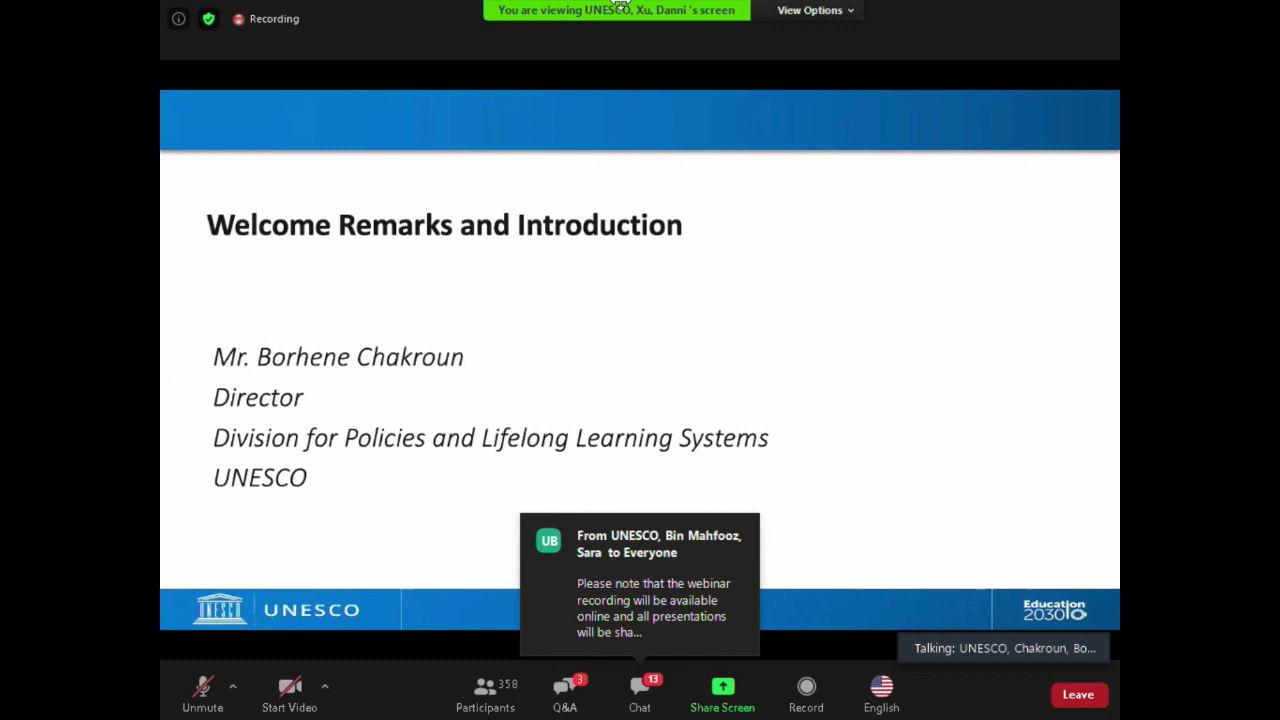 Recording
You are viewing UNESCO, Xu, Danni 's screen
View Options
Welcome Remarks and Introduction
Mr. Borhene Chakroun
Director
Division for Policies and Lifelong Learning Systems
UNESCO
UB
From UNESCO, Bin Mahfooz,
Sara to Everyone
Please note that the webinar
recording will be available
online and all presentations
will be sha...
UNESCO
UNESCO
Education
2030
Talking: UNESCO, Chakroun, Bo...
Unmute
Start Video
358
Participants
3
Q&A
13
Chat
Share Screen
Record
English
Leave